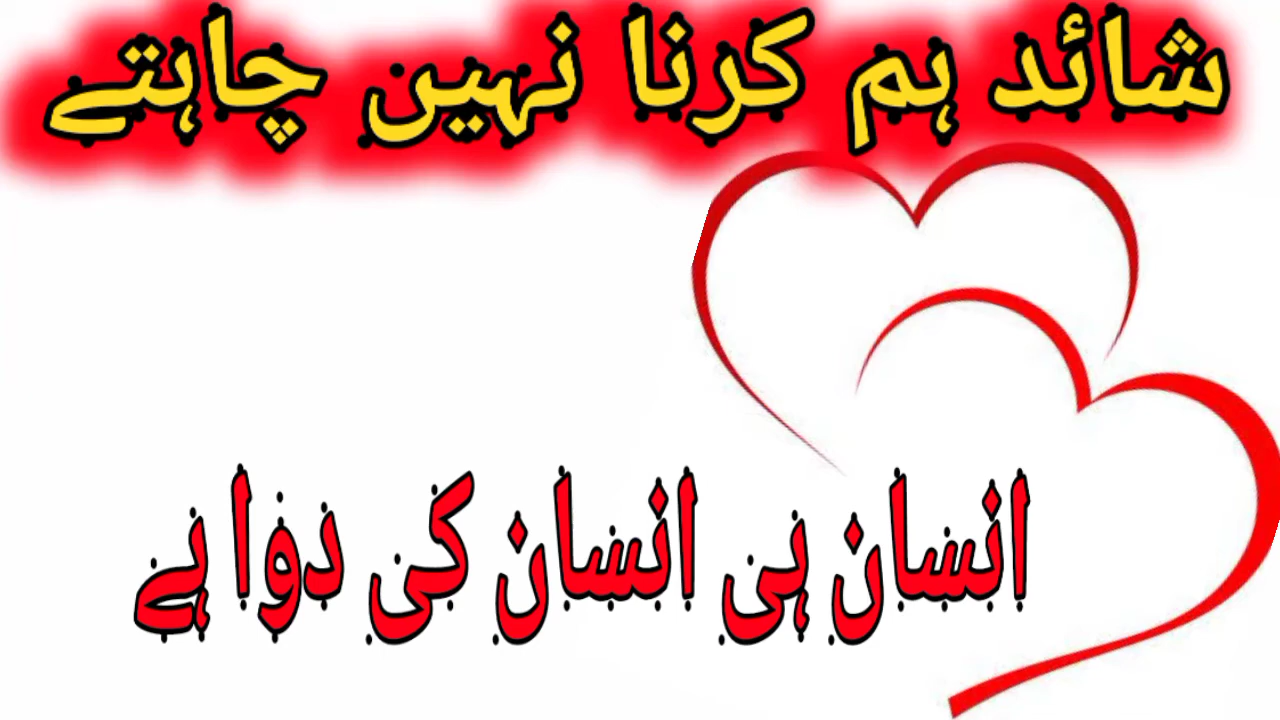 شائد ہم کرنا نہیں چاہتے
انسان ہی انسان کی دوا ہے